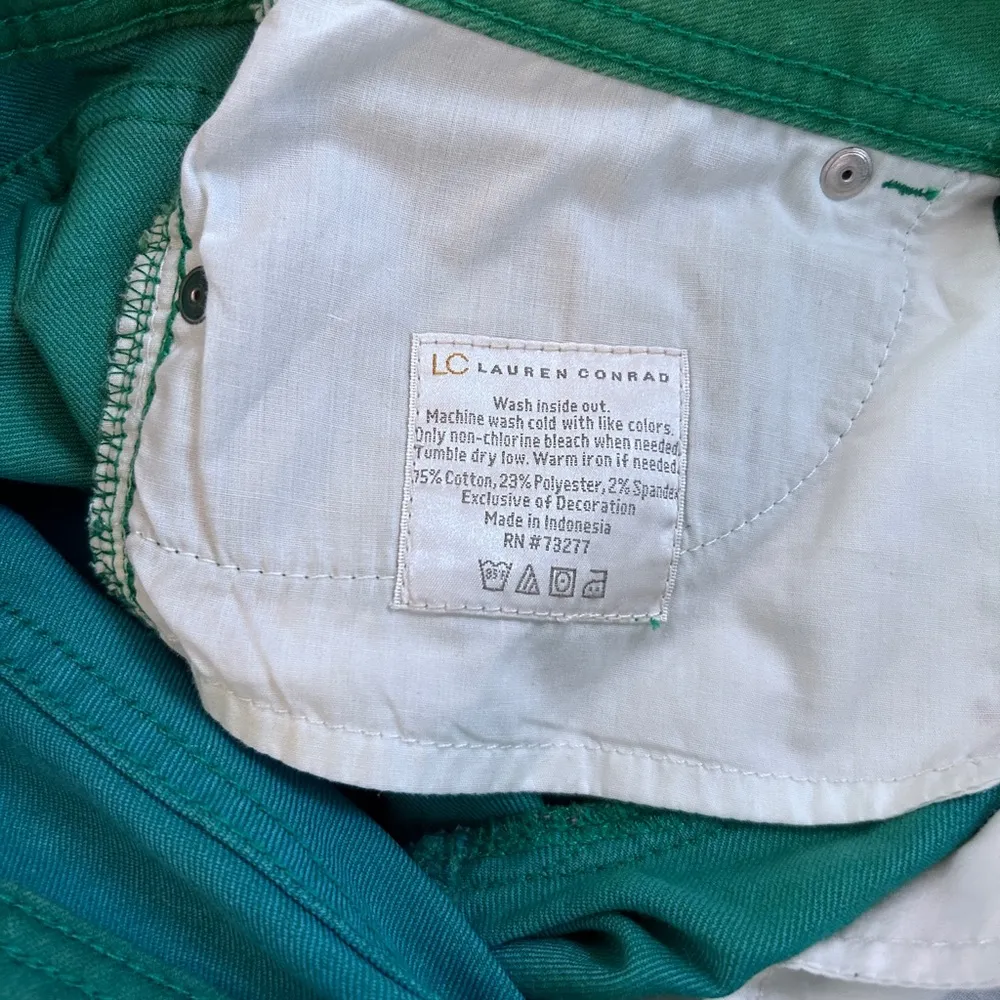 LC LAUREN CONRAD
Wash inside out.
Machine wash cold with like colors.
Only non-chlorine bleach when needed.
Tumble dry low. Warm iron if needed.
75% Cotton, 23% Polyester, 2% Spandex
Exclusive of Decoration
Made in Indonesia
RN #73277
85°F